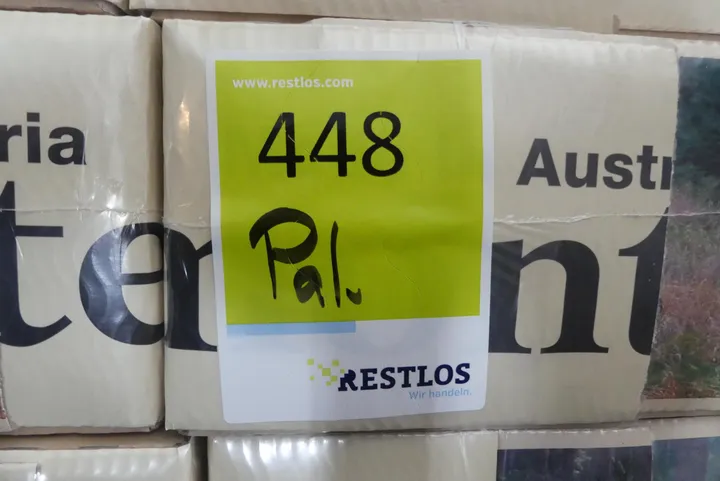 www.restlos.com
448
Pal.
RESTLOS
Wir handeln.
ria
Austr
te
nt